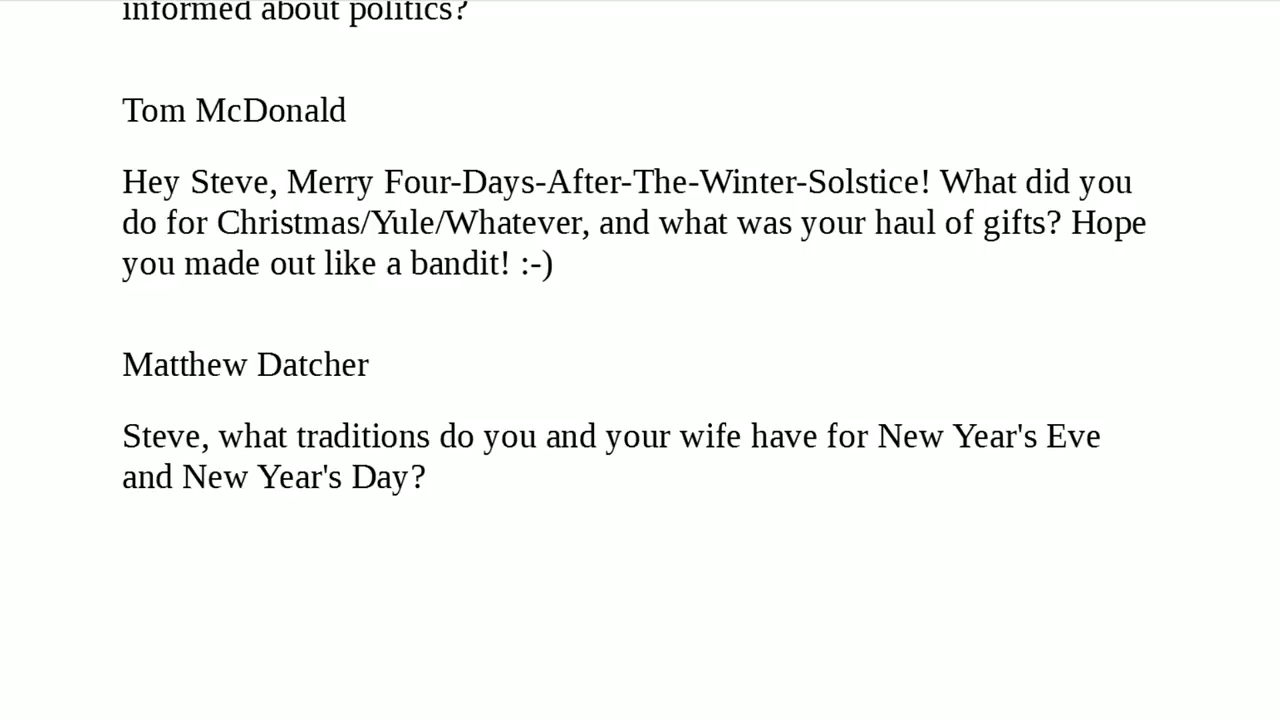 informed about politics?
Tom McDonald
Hey Steve, Merry Four-Days-After-The-Winter-Solstice! What did you
do for Christmas/Yule/Whatever, and what was your haul of gifts? Hope
you made out like a bandit! :-)
Matthew Datcher
Steve, what traditions do you and your wife have for New Year's Eve
and New Year's Day?